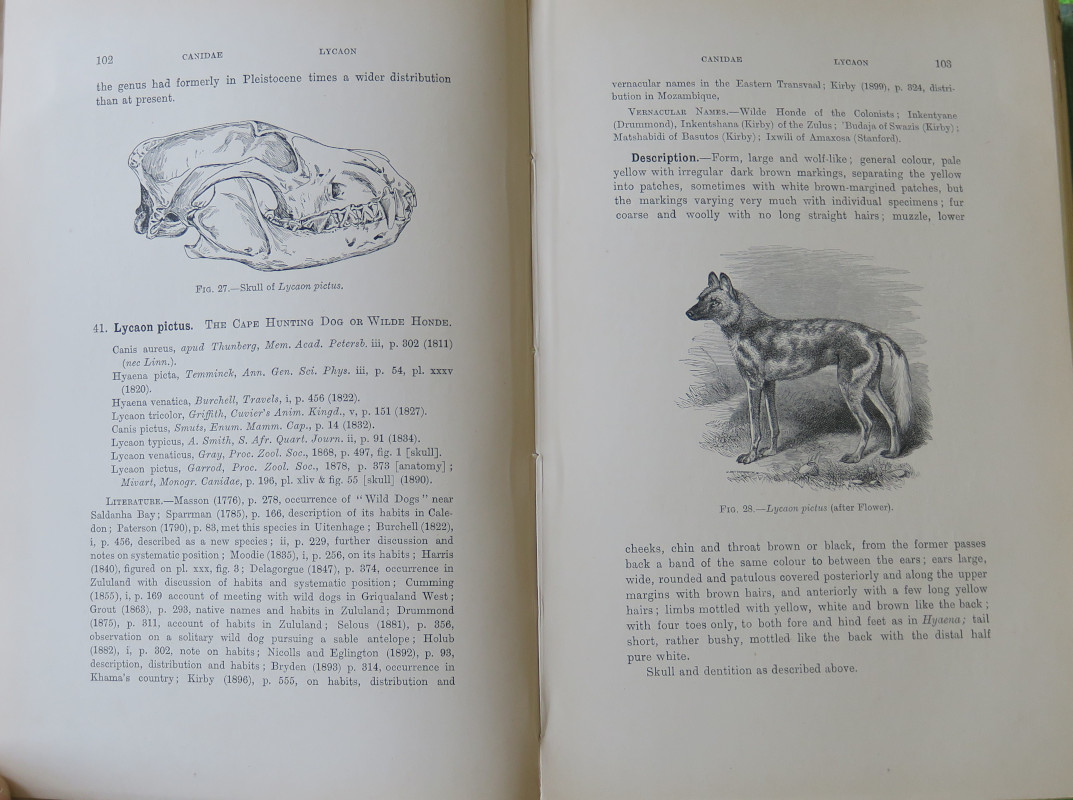 102 CANIDAE LYCAON
the genus had formerly in Pleistocene times a wider distribution
than at present.
FIG. 27.—Skull of Lycaon pictus.
41. Lycaon pictus. THE CAPE HUNTING DOG OR WILDE HONDE.
Canis aureus, apud Thunberg, Mem. Acad. Petersb. iii, p. 302 (1811)
(nec Linn.).
Hyaena picta, Temminck, Ann. Gen. Sci. Phys. iii, p. 54, pl. xxxv
(1820).
Hyaena venatica, Burchell, Travels, i, p. 456 (1822).
Lycaon tricolor, Griffith, Cuvier's Anim. Kingd., v, p. 151 (1827).
Canis pictus, Smuts, Enum. Mamm. Cap., p. 14 (1832).
Lycaon typicus, A. Smith, S. Afr. Quart. Journ. ii, p. 91 (1834).
Lycaon venaticus, Gray, Proc. Zool. Soc., 1868, p. 497, fig. 1 [skull].
Lycaon pictus, Garrod, Proc. Zool. Soc., 1878, p. 373 [anatomy] ;
Mivart, Monogr. Canidae, p. 196, pl. xliv & fig. 55 [skull] (1890).
LITERATURE.—Masson (1776), p. 278, occurrence of "Wild Dogs" near
Saldanha Bay; Sparrman (1785), p. 166, description of its habits in Cale-
don; Paterson (1790), p. 83, met this species in Uitenhage; Burchell (1822),
i, p. 456, described as a new species; ii, p. 229, further discussion and
notes on systematic position; Moodie (1835), i, p. 256, on its habits; Harris
(1840), figured on pl. xxx, fig. 3; Delagorgue (1847), p. 374, occurrence in
Zululand with discussion of habits and systematic position; Cumming
(1855), i, p. 169 account of meeting with wild dogs in Griqualand West;
Grout (1863), p. 293, native names and habits in Zululand; Drummond
(1875), p. 311, account of habits in Zululand; Selous (1881), p. 356,
observation on a solitary wild dog pursuing a sable antelope; Holub
(1882), i, p. 302, note on habits; Nicolls and Eglington (1892), p. 93,
description, distribution and habits; Bryden (1893) p. 314, occurrence in
Khama's country; Kirby (1896), p. 555, on habits, distribution and
CANIDAE LYCAON 103
vernacular names in the Eastern Transvaal; Kirby (1899), p. 324, distri-
bution in Mozambique.
VERNACULAR NAMES.—Wilde Honde of the Colonists; Inkentyane
(Drummond), Inkentshana (Kirby) of the Zulus; 'Budaja of Swazis (Kirby);
Matshabidi of Basutos (Kirby); Ixwili of Amaxosa (Stanford).
Description.—Form, large and wolf-like; general colour, pale
yellow with irregular dark brown markings, separating the yellow
into patches, sometimes with white brown-margined patches, but
the markings varying very much with individual specimens; fur
coarse and woolly with no long straight hairs; muzzle, lower
FIG. 28.—Lycaon pictus (after Flower).
cheeks, chin and throat brown or black, from the former passes
back a band of the same colour to between the ears; ears large,
wide, rounded and patulous covered posteriorly and along the upper
margins with brown hairs, and anteriorly with a few long yellow
hairs; limbs mottled with yellow, white and brown like the back;
with four toes only, to both fore and hind feet as in Hyaena; tail
short, rather bushy, mottled like the back with the distal half
pure white.
Skull and dentition as described above.